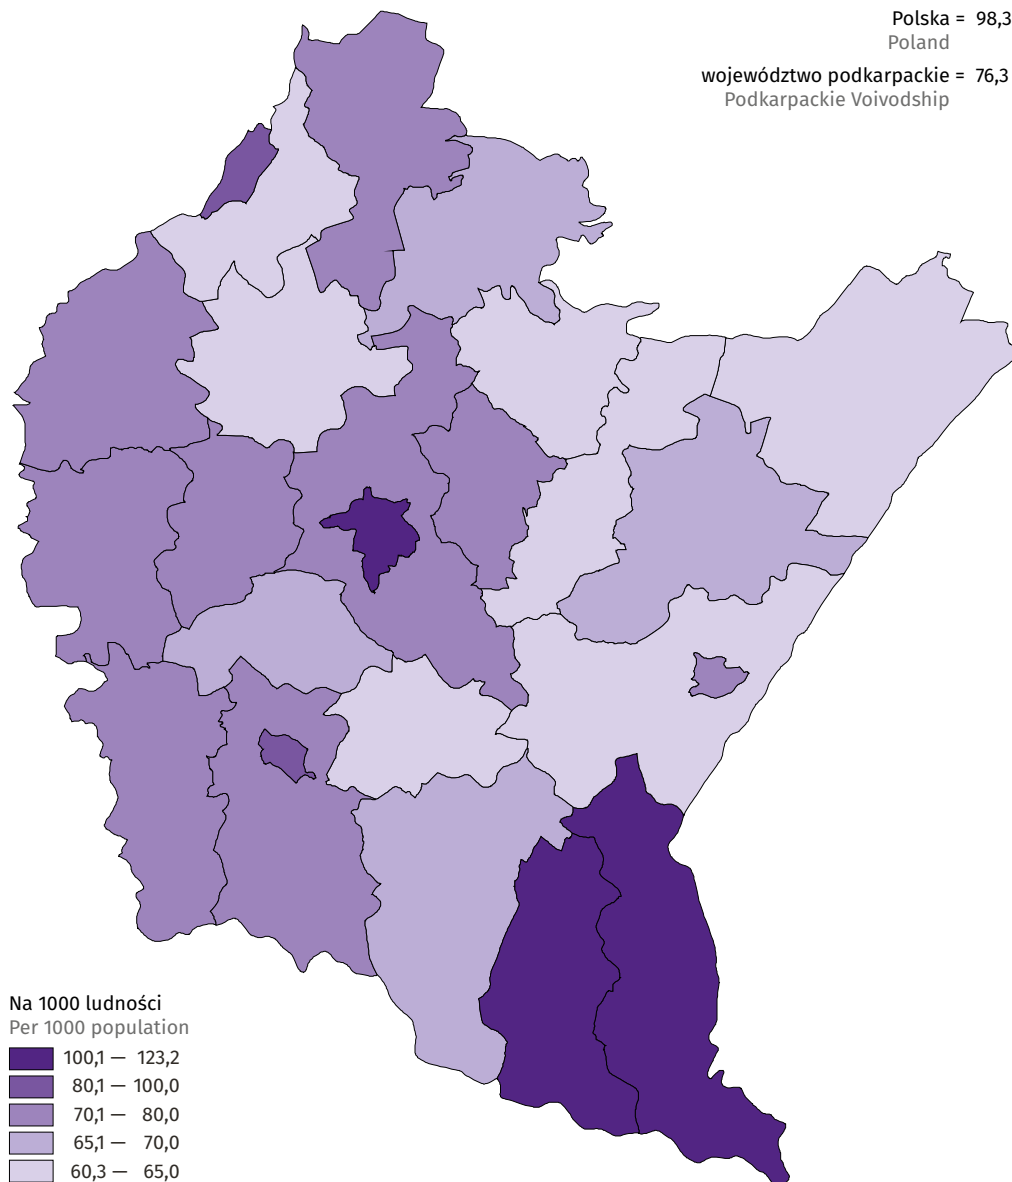 Polska = 98,3
Poland
województwo podkarpackie = 76,3
Podkarpackie Voivodship
Na 1000 ludności
Per 1000 population
100,1 — 123,2
80,1 — 100,0
70,1 — 80,0
65,1 — 70,0
60,3 — 65,0